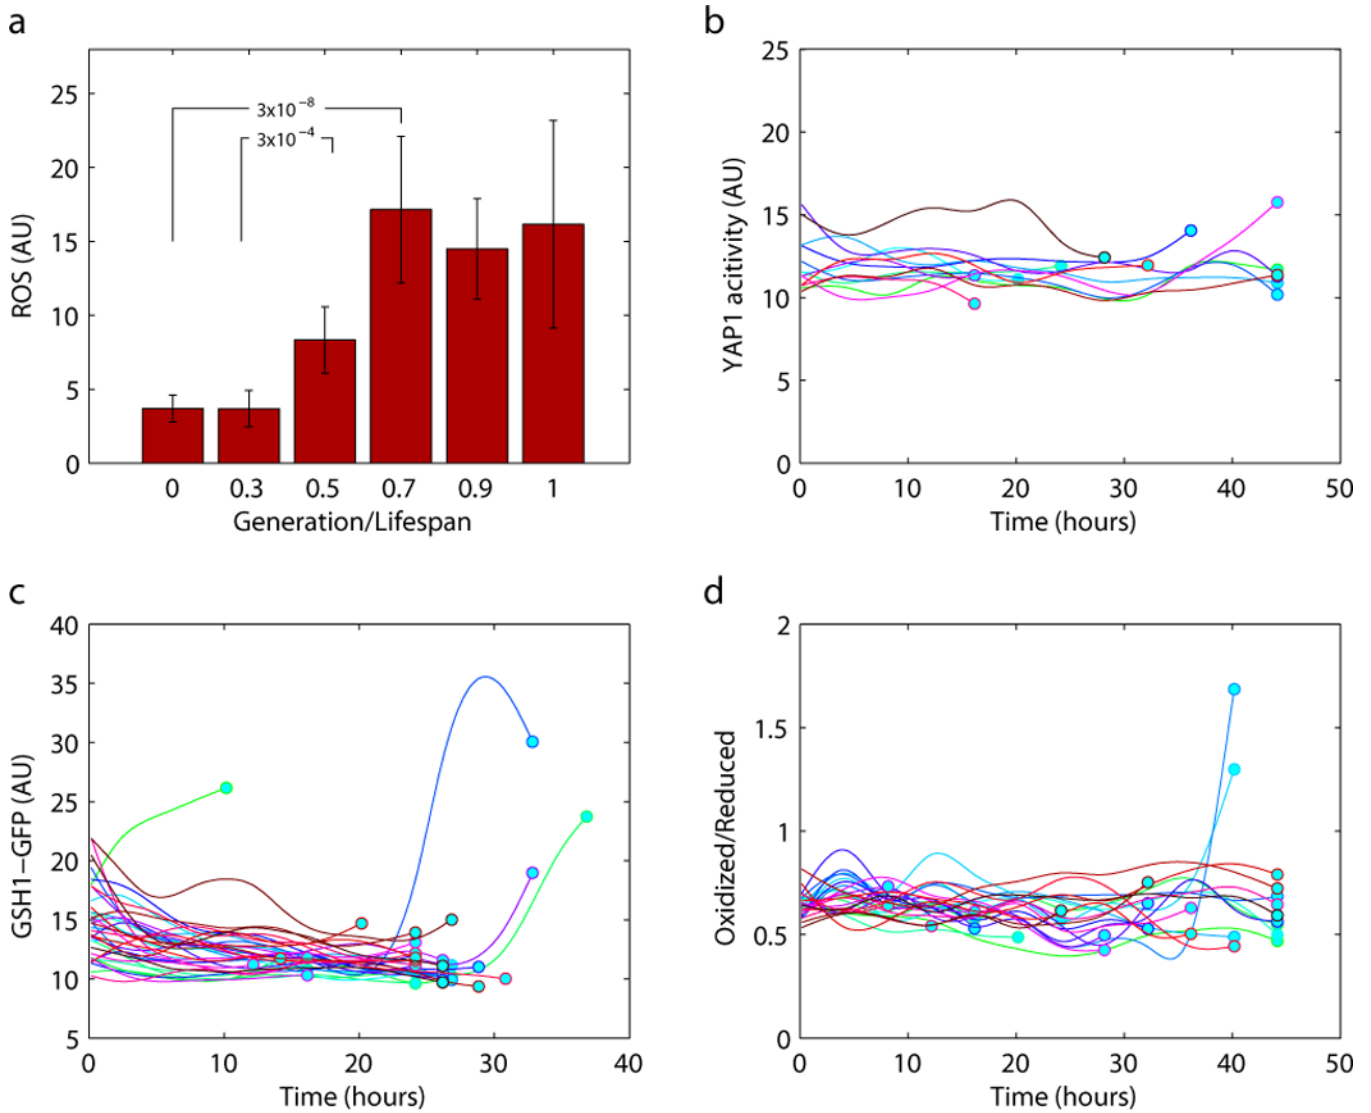 a
ROS (AU)
25
20
15
10
5
0
3x10⁻⁸
3x10⁻⁴
0 0.3 0.5 0.7 0.9 1
Generation/Lifespan
b
YAP1 acitivity (AU)
25
20
15
10
5
0
0 10 20 30 40 50
Time (hours)
c
GSH1–GFP (AU)
40
35
30
25
20
15
10
5
0 10 20 30 40
Time (hours)
d
Oxidized/Reduced
2
1.5
1
0.5
0
0 10 20 30 40 50
Time (hours)